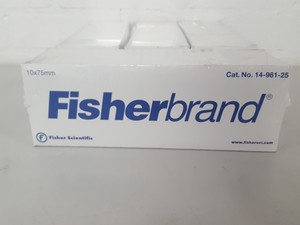 10x75mm Cat. No. 14-961-25
Fisherbrand®
Fisher Scientific www.fishersci.com